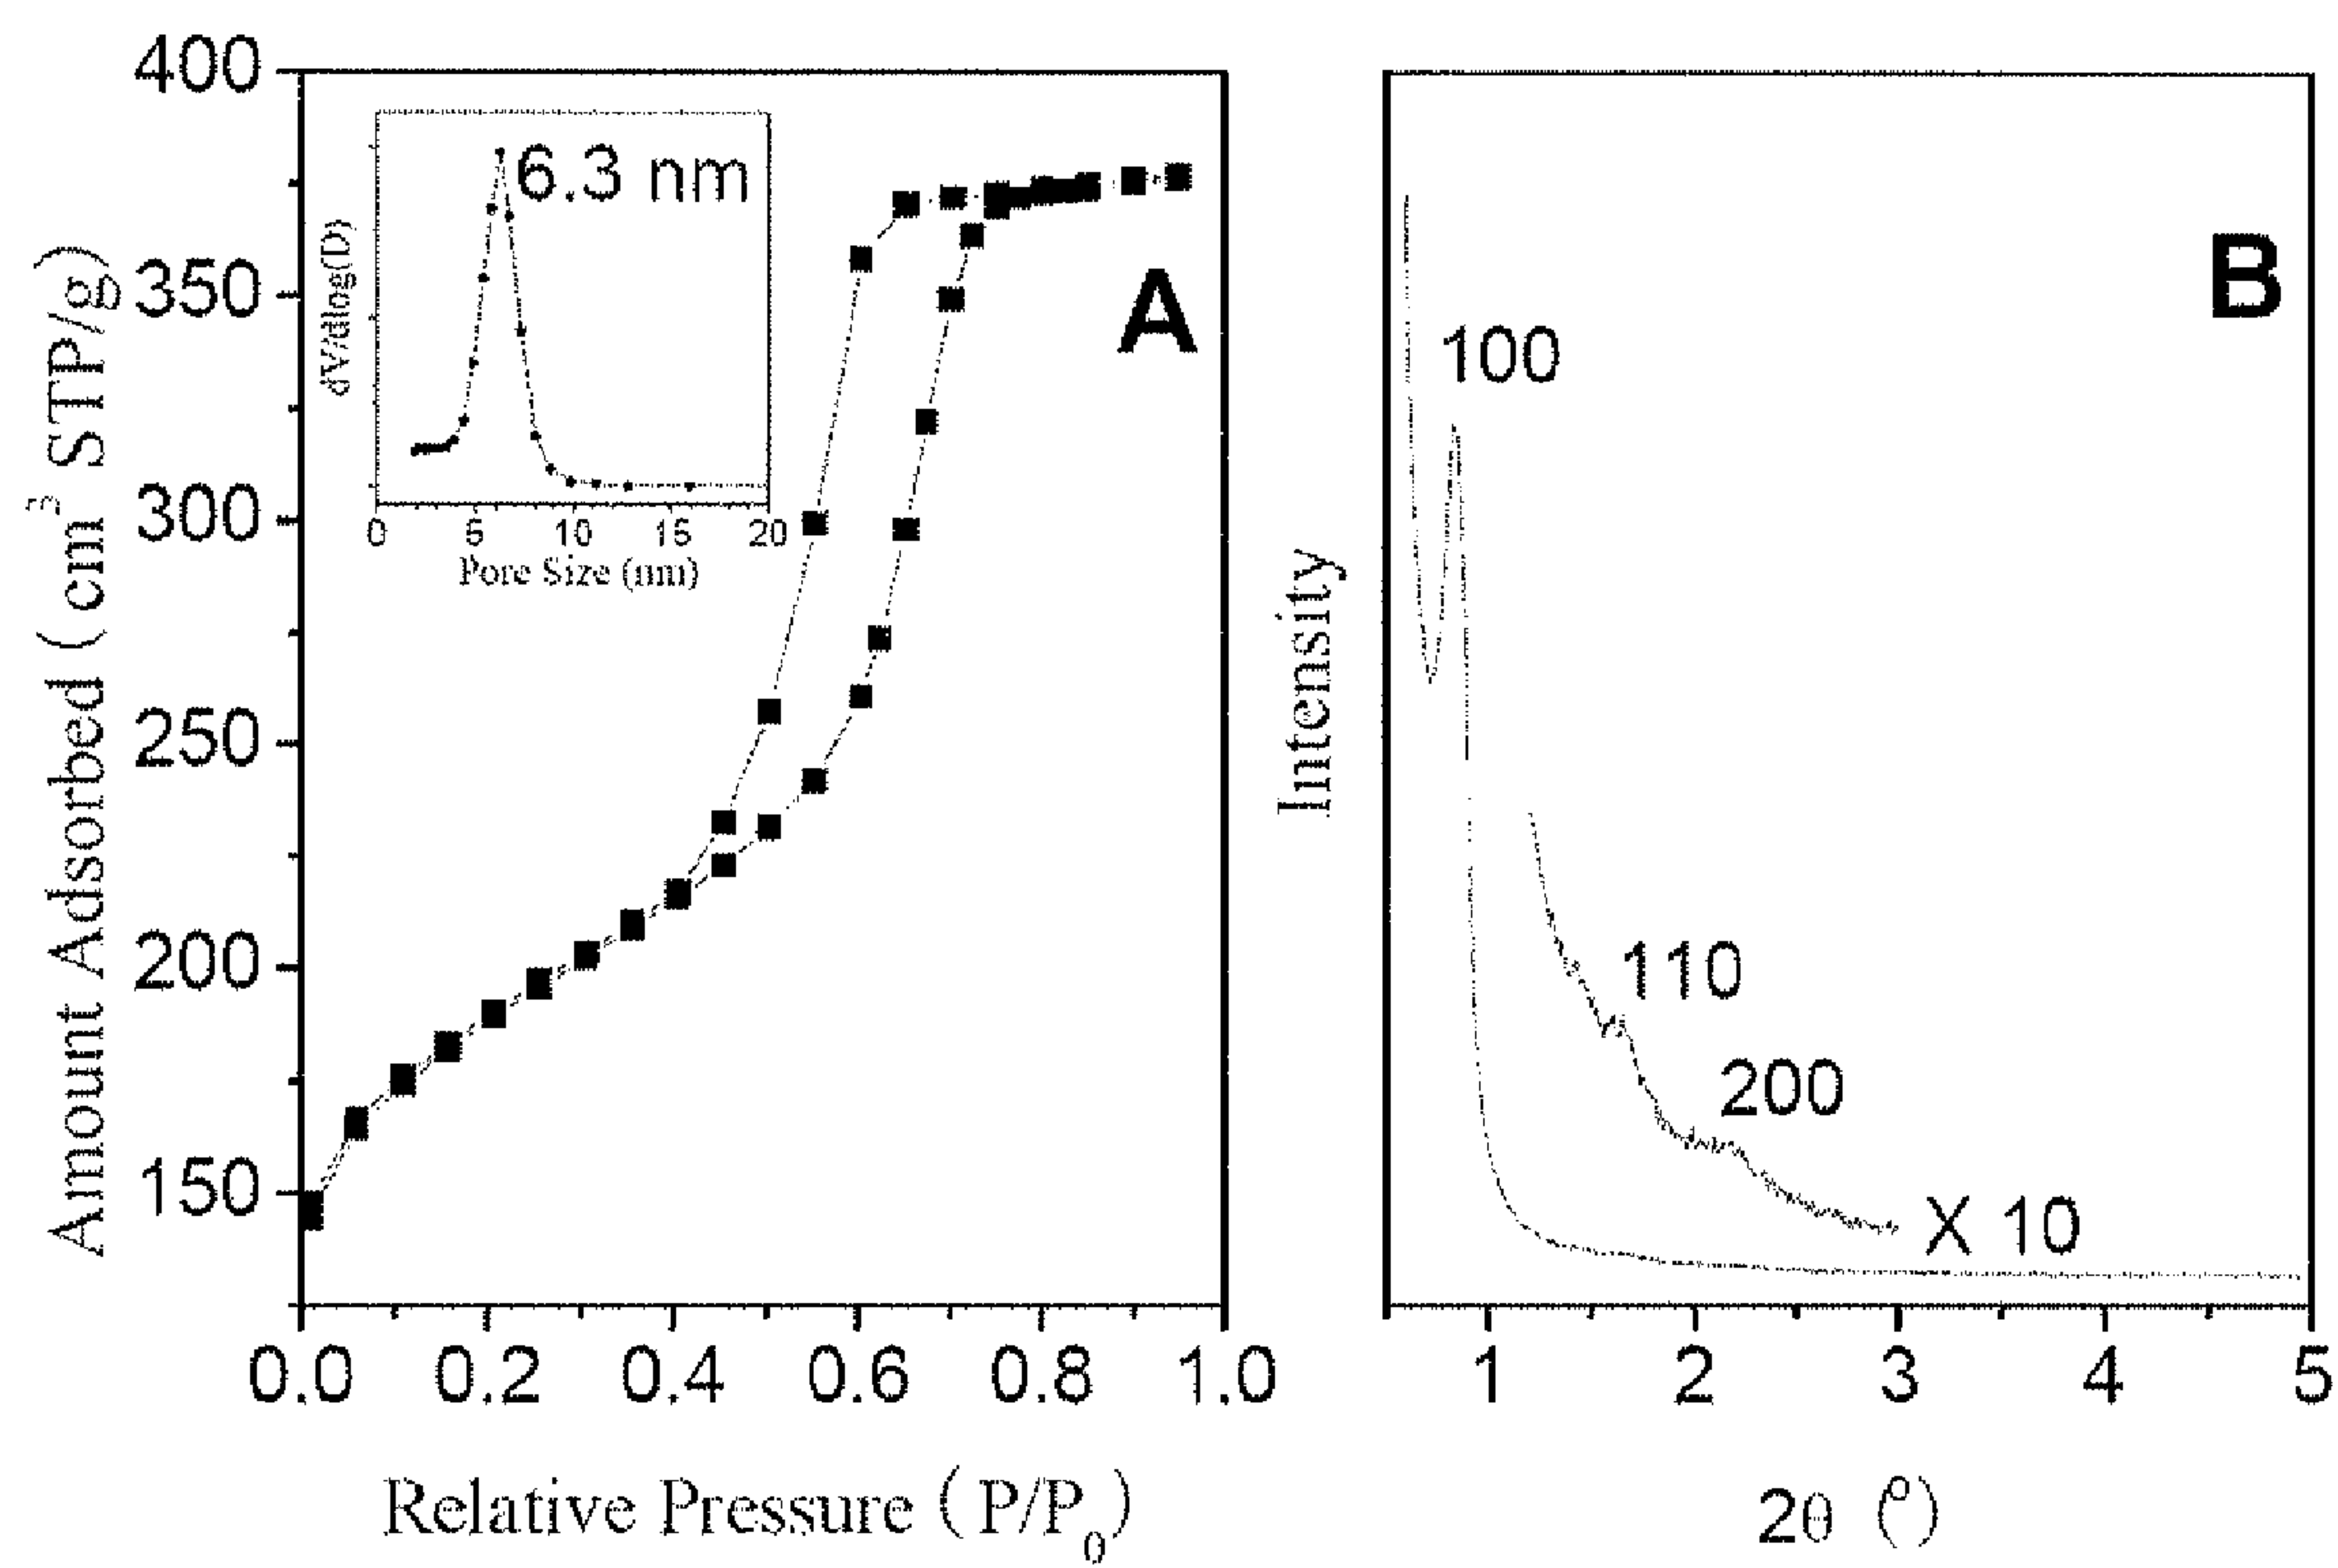 400
350
300
250
200
150
Amount Adsorbed (cm³ STP/g)
0.0 0.2 0.4 0.6 0.8 1.0
Relative Pressure (P/P₀)
A
6.3 nm
dV/dlog(D)
0 5 10 15 20
Pore Size (nm)
B
100
110
200
X 10
Intensity
1 2 3 4 5
2θ (°)